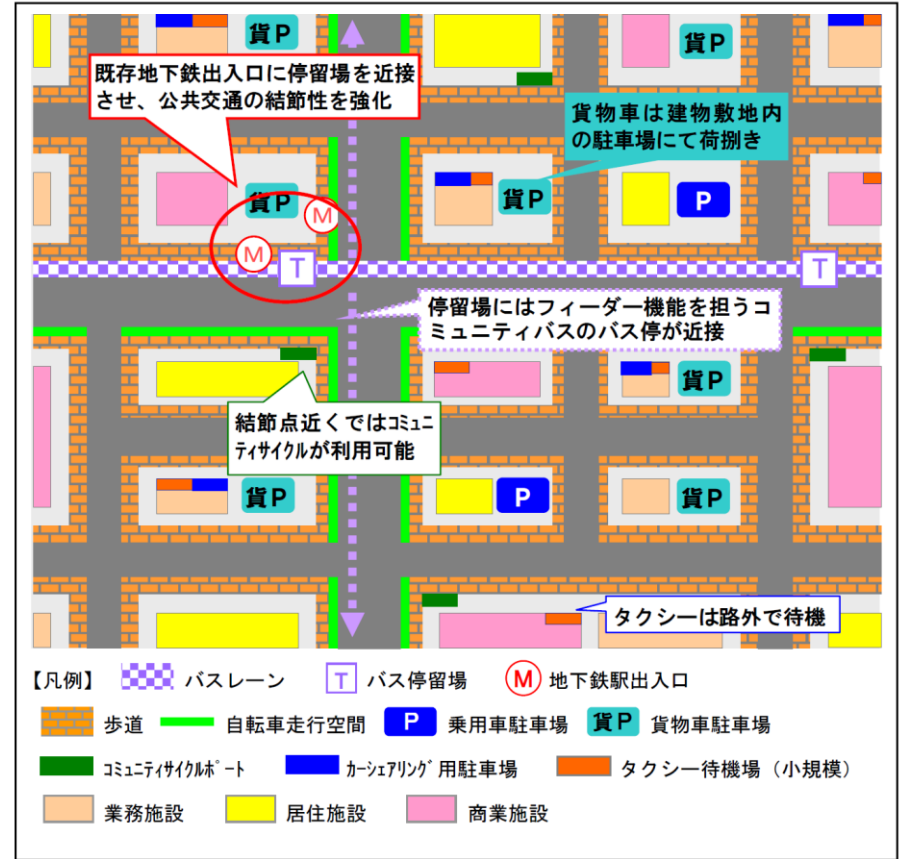 貨P
貨P
既存地下鉄出入口に停留場を近接
させ、公共交通の結節性を強化
貨物車は建物敷地内
の駐車場にて荷捌き
貨P
M
貨P
P
M
T
T
停留場にはフィーダー機能を担うコ
ミュニティバスのバス停が近接
貨P
結節点近くではコミュニ
ティサイクルが利用可能
貨P
P
貨P
タクシーは路外で待機
【凡例】 バスレーン T バス停留場 M 地下鉄駅出入口
歩道 自転車走行空間 P 乗用車駐車場 貨P 貨物車駐車場
コミュニティサイクルポート カーシェアリング用駐車場 タクシー待機場（小規模）
業務施設 居住施設 商業施設